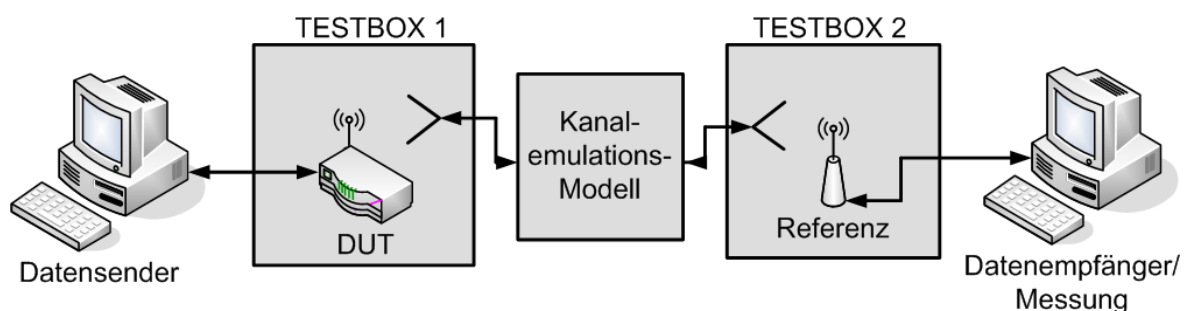 TESTBOX 1
TESTBOX 2
Kanal-
emulations-
Modell
DUT
Referenz
Datensender
Datenempfänger/
Messung